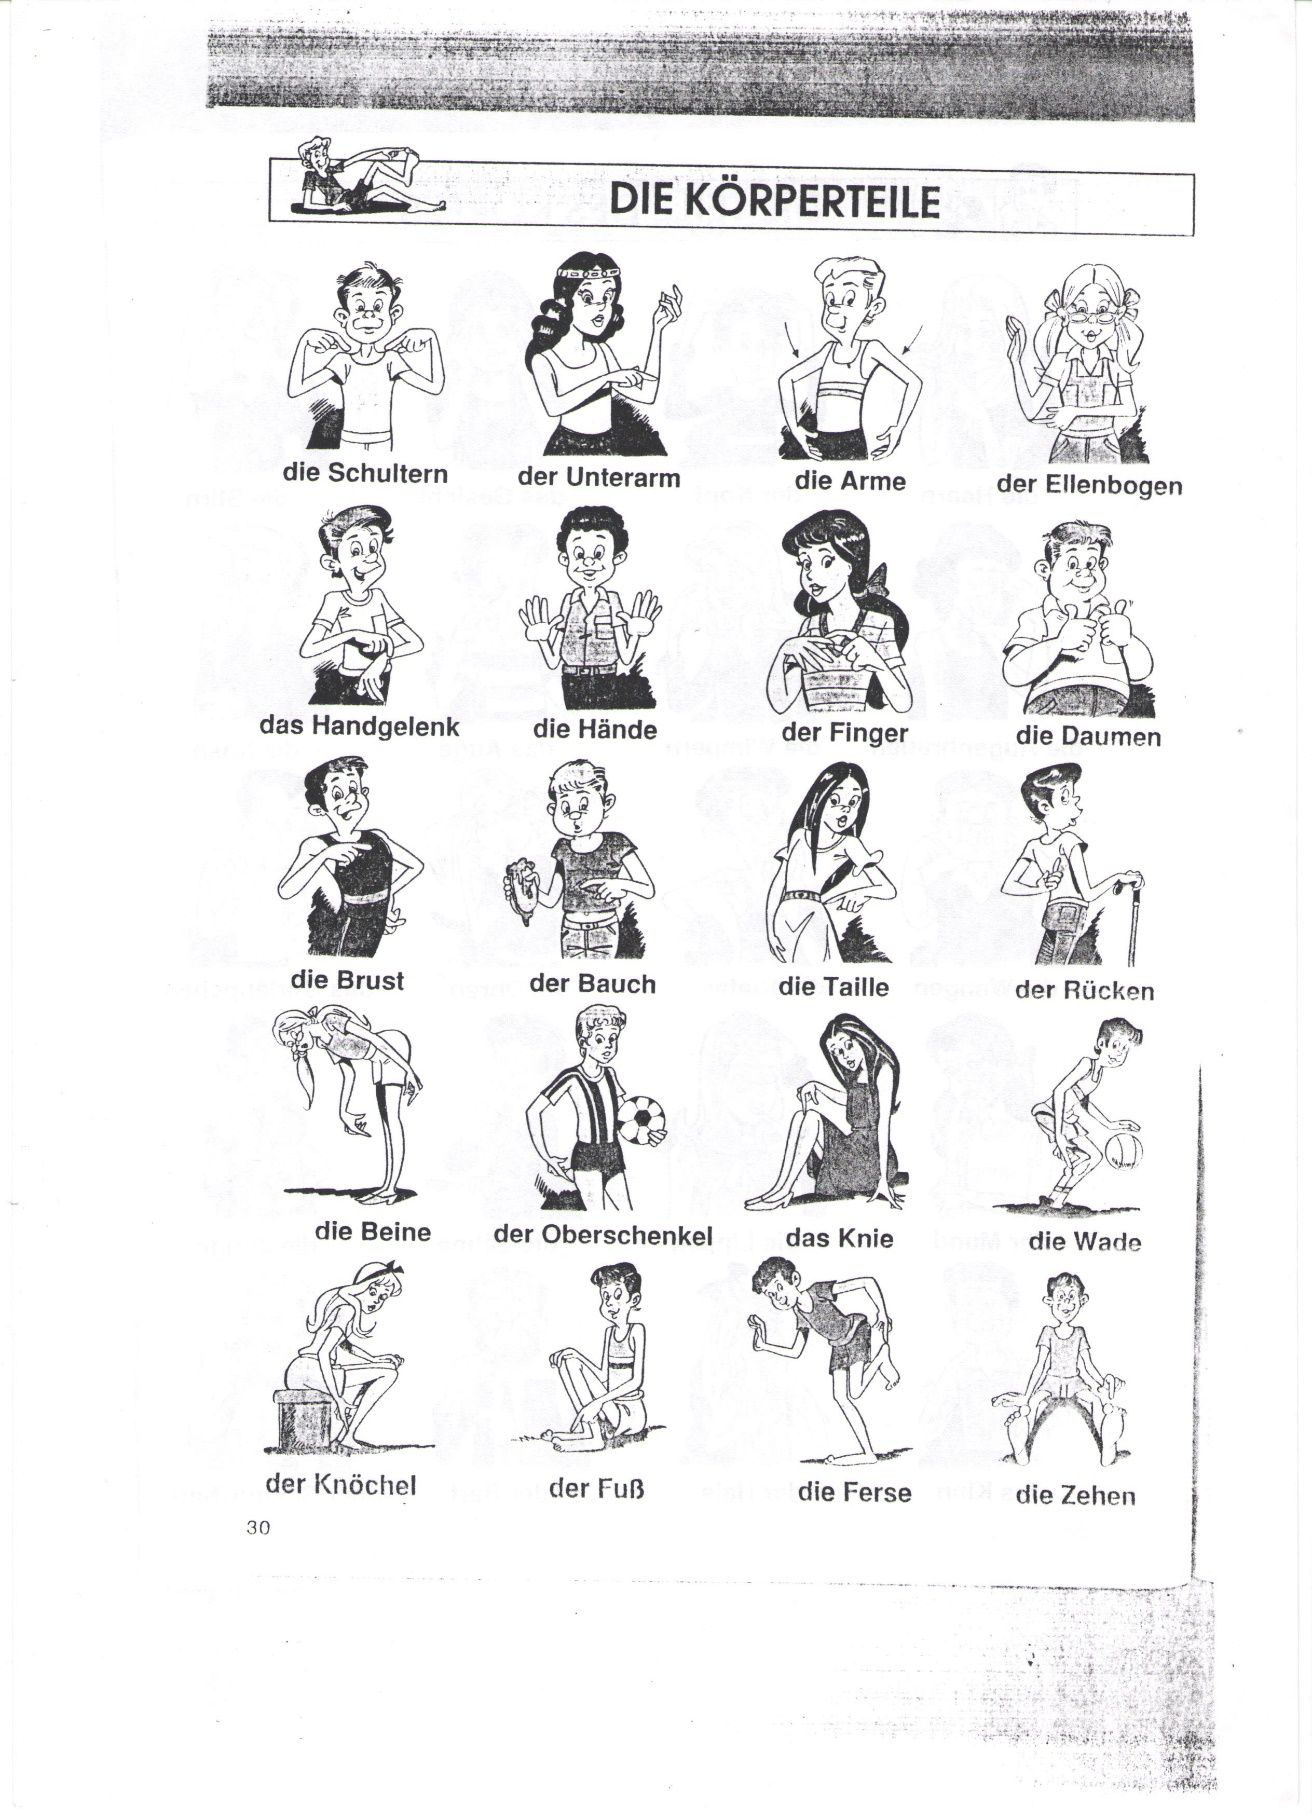 DIE KÖRPERTEILE
die Schultern
der Unterarm
die Arme
der Ellenbogen
das Handgelenk
die Hände
der Finger
die Daumen
die Brust
der Bauch
die Taille
der Rücken
die Beine
der Oberschenkel
das Knie
die Wade
der Knöchel
der Fuß
die Ferse
die Zehen
30